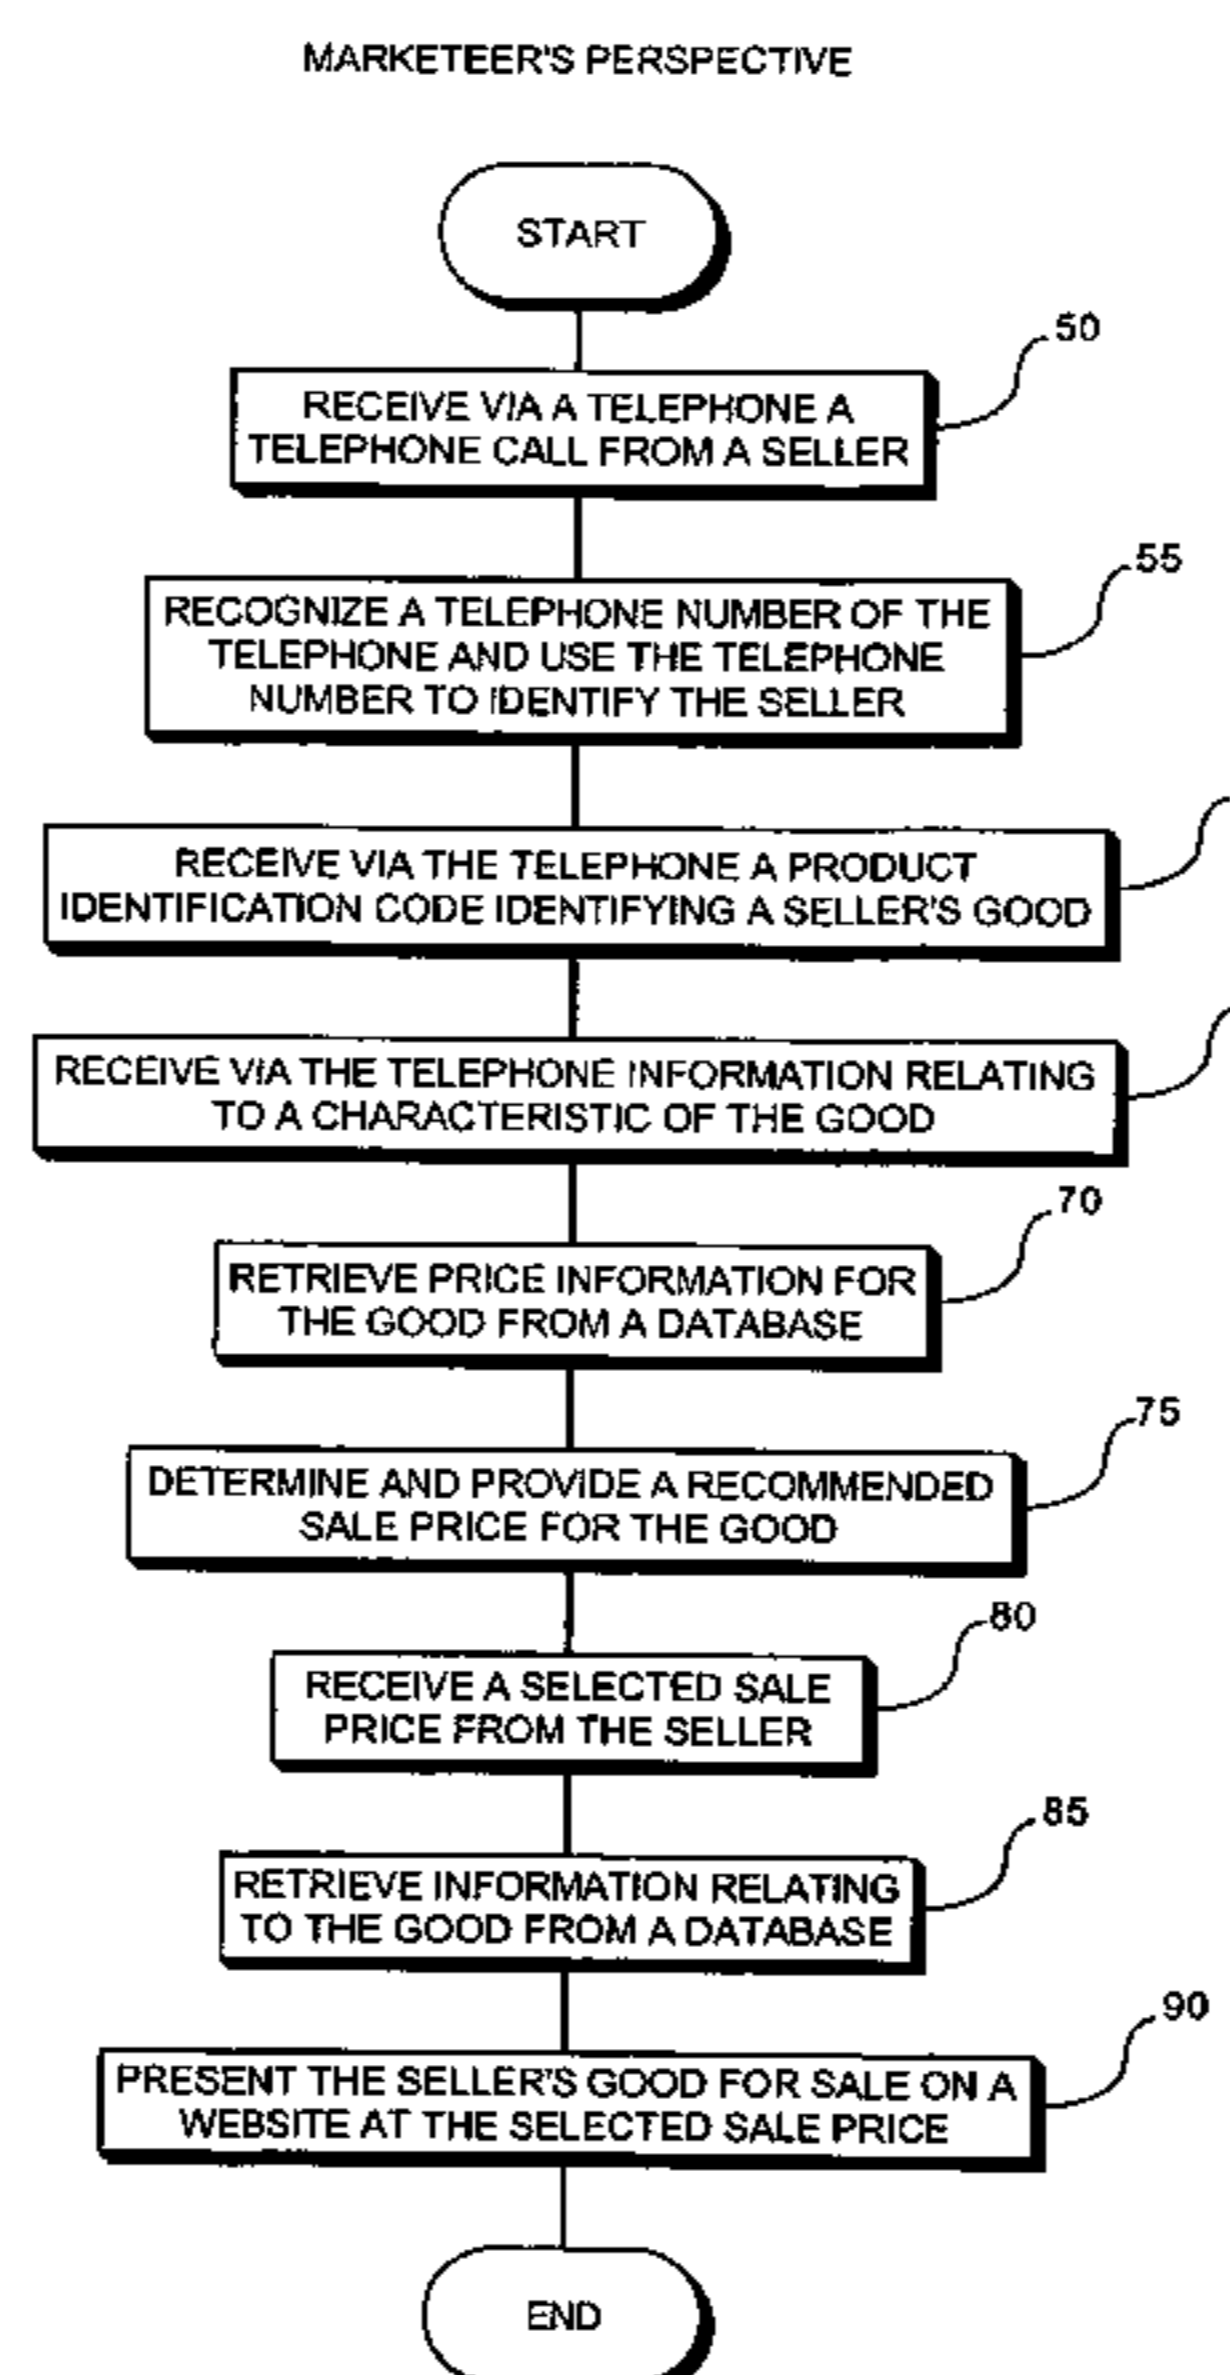 MARKETEER'S PERSPECTIVE
START
50
RECEIVE VIA A TELEPHONE A
TELEPHONE CALL FROM A SELLER
55
RECOGNIZE A TELEPHONE NUMBER OF THE
TELEPHONE AND USE THE TELEPHONE
NUMBER TO IDENTIFY THE SELLER
RECEIVE VIA THE TELEPHONE A PRODUCT
IDENTIFICATION CODE IDENTIFYING A SELLER'S GOOD
RECEIVE VIA THE TELEPHONE INFORMATION RELATING
TO A CHARACTERISTIC OF THE GOOD
70
RETRIEVE PRICE INFORMATION FOR
THE GOOD FROM A DATABASE
75
DETERMINE AND PROVIDE A RECOMMENDED
SALE PRICE FOR THE GOOD
80
RECEIVE A SELECTED SALE
PRICE FROM THE SELLER
85
RETRIEVE INFORMATION RELATING
TO THE GOOD FROM A DATABASE
90
PRESENT THE SELLER'S GOOD FOR SALE ON A
WEBSITE AT THE SELECTED SALE PRICE
END